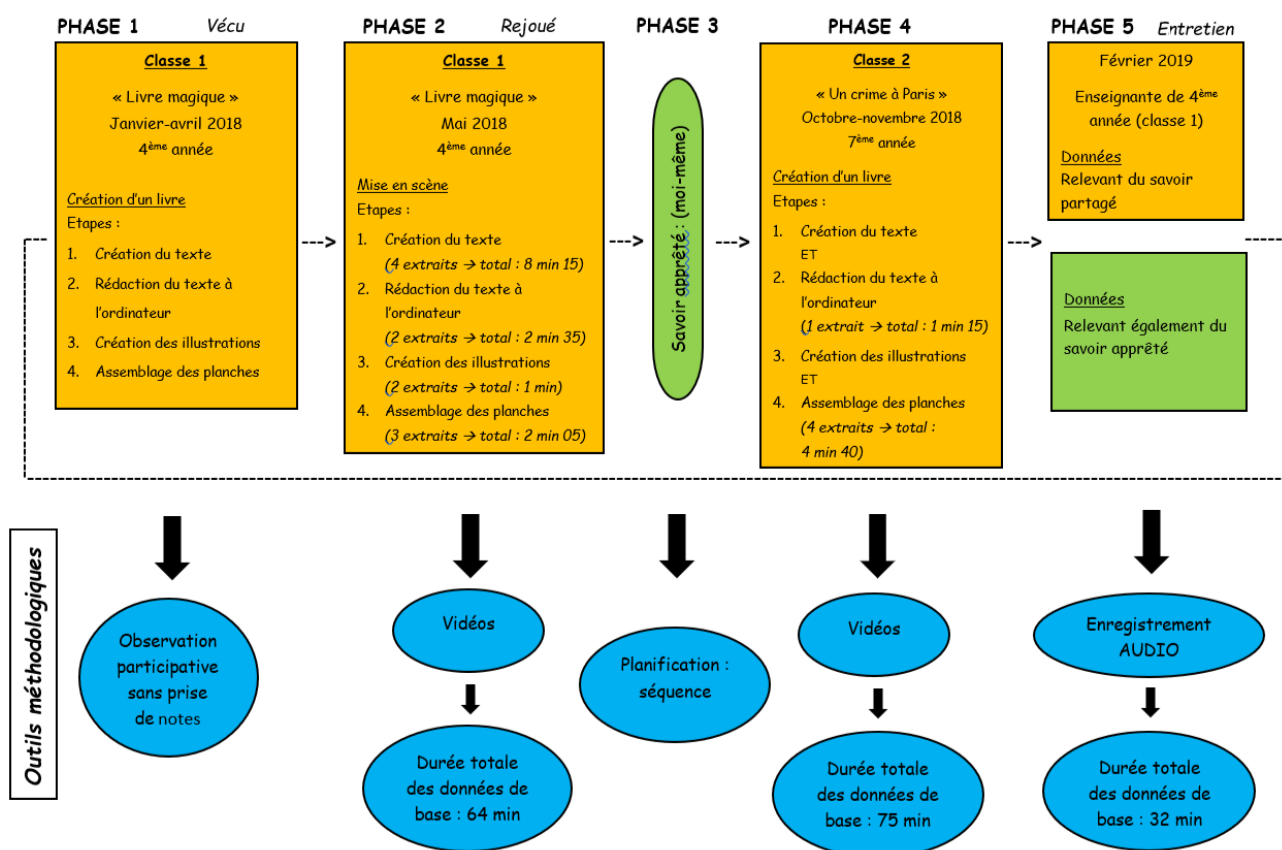 PHASE 1 Vécu
Classe 1
« Livre magique »
Janvier-avril 2018
4ème année
Création d'un livre
Etapes :
1. Création du texte
2. Rédaction du texte à
l'ordinateur
3. Création des illustrations
4. Assemblage des planches
PHASE 2 Rejoué
Classe 1
« Livre magique »
Mai 2018
4ème année
Mise en scène
Etapes :
1. Création du texte
(4 extraits → total : 8 min 15)
2. Rédaction du texte à
l'ordinateur
(2 extraits → total : 2 min 35)
3. Création des illustrations
(2 extraits → total : 1 min)
4. Assemblage des planches
(3 extraits → total : 2 min 05)
PHASE 3
Savoir apprêté : (moi-même)
PHASE 4
Classe 2
« Un crime à Paris »
Octobre-novembre 2018
7ème année
Création d'un livre
Etapes :
1. Création du texte
ET
2. Rédaction du texte à
l'ordinateur
(1 extrait → total : 1 min 15)
3. Création des illustrations
ET
4. Assemblage des planches
(4 extraits → total :
4 min 40)
PHASE 5 Entretien
Février 2019
Enseignante de 4ème
année (classe 1)
Données
Relevant du savoir
partagé
Données
Relevant également du
savoir apprêté
Outils méthodologiques
Observation
participative
sans prise
de notes
Vidéos
Durée totale
des données de
base : 64 min
Planification :
séquence
Vidéos
Durée totale
des données de
base : 75 min
Enregistrement
AUDIO
Durée totale
des données de
base : 32 min